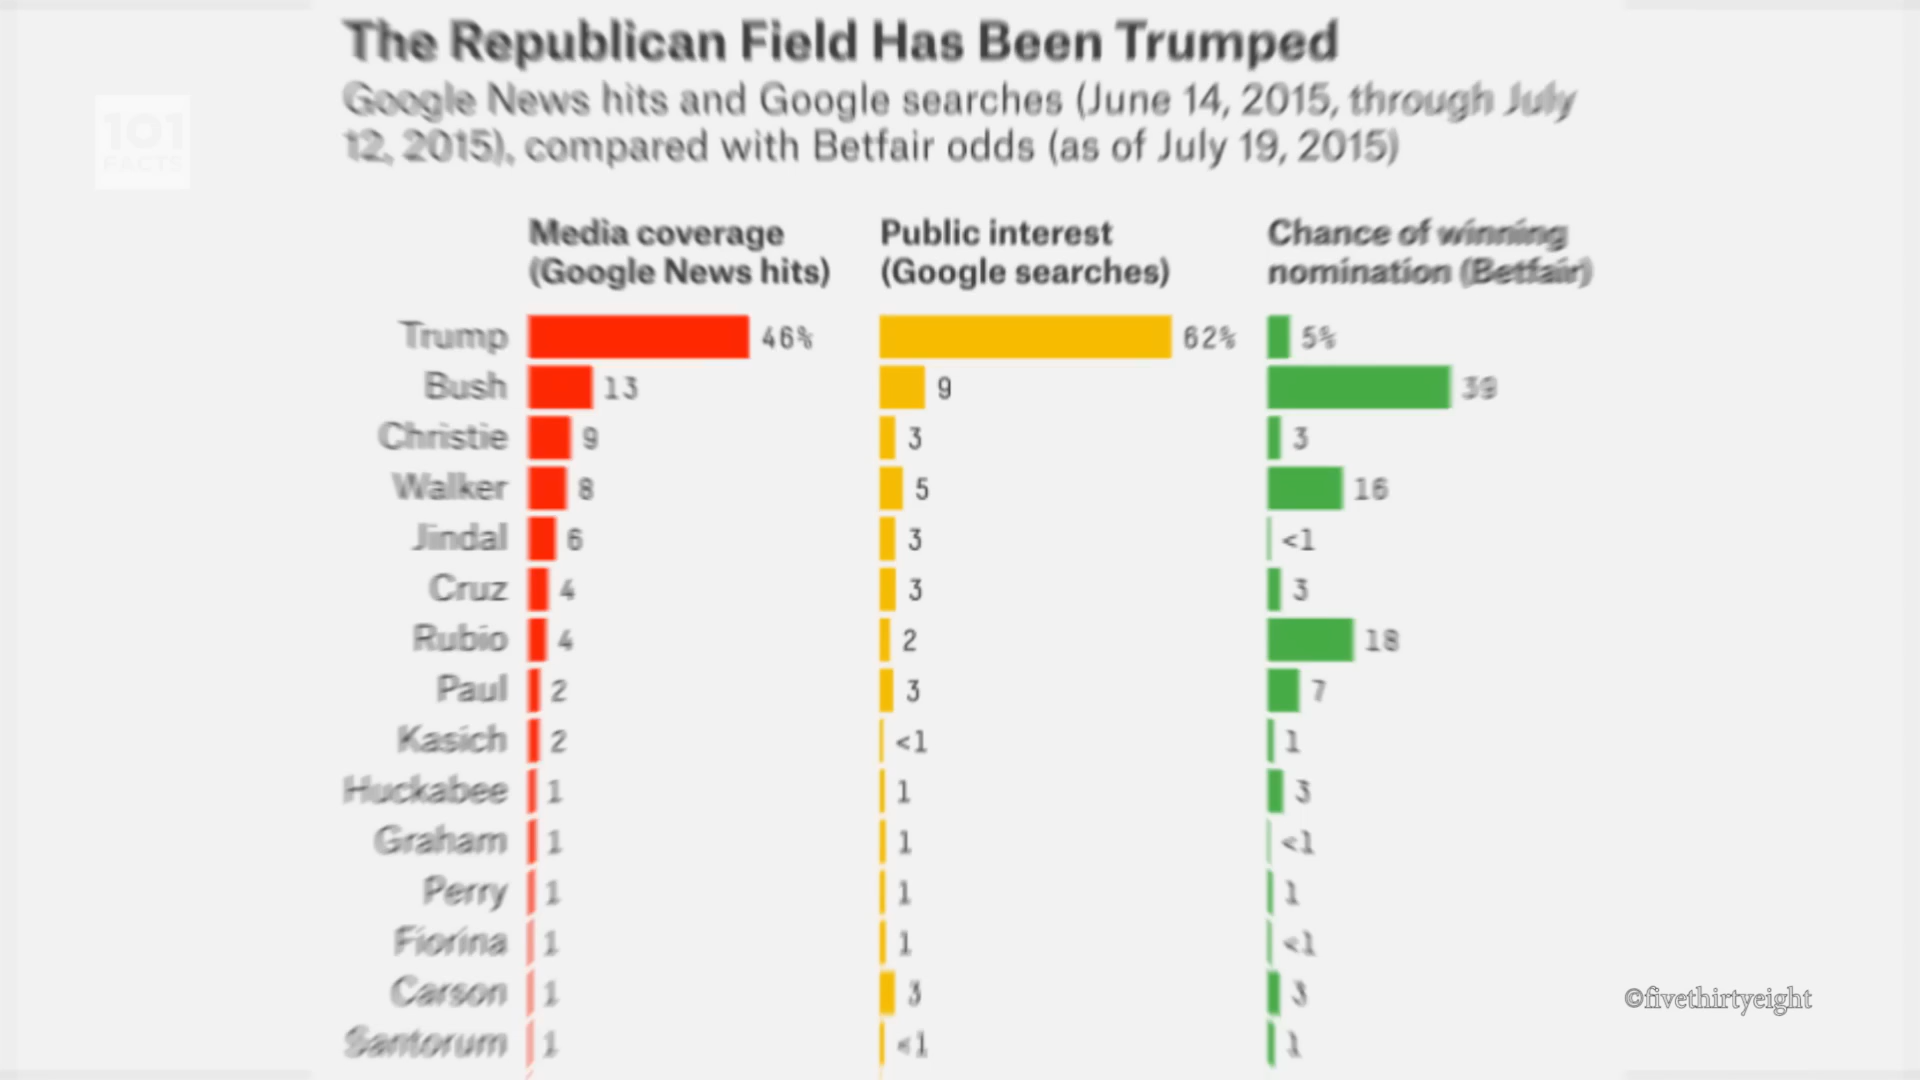 The Republican Field Has Been Trumped
Google News hits and Google searches (June 14, 2015, through July
12, 2015), compared with Betfair odds (as of July 19, 2015)
101
FACTS
Media coverage Public interest Chance of winning
(Google News hits) (Google searches) nomination (Betfair)
Trump 46% 62% 5%
Bush 13 9 39
Christie 9 3 3
Walker 8 5 16
Jindal 6 3 <1
Cruz 4 3 3
Rubio 4 2 18
Paul 2 3 7
Kasich 2 <1 1
Huckabee 1 1 3
Graham 1 1 <1
Perry 1 1 1
Fiorina 1 1 <1
Carson 1 3 3
©fivethirtyeight
Santorum 1 <1 1